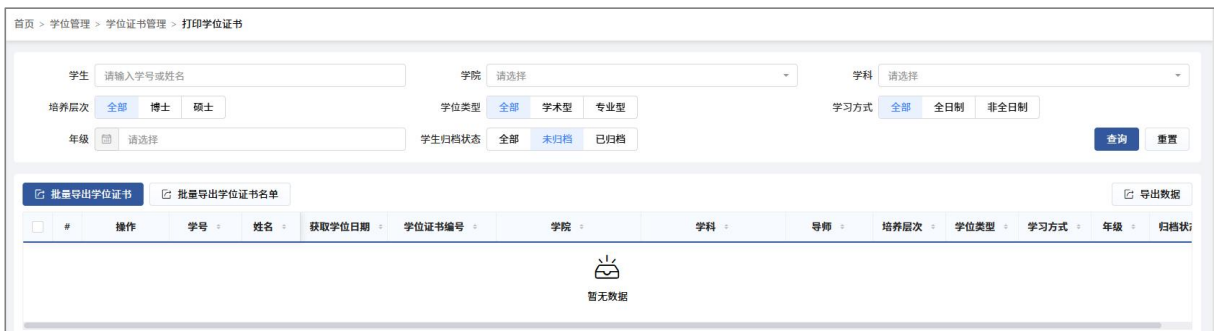 首页 > 学位管理 > 学位证书管理 > 打印学位证书
学生 请输入学号或姓名 学院 请选择 学科 请选择
培养层次 全部 博士 硕士 学位类型 全部 学术型 专业型 学习方式 全部 全日制 非全日制
年级 请选择 学生归档状态 全部 未归档 已归档 查询 重置
批量导出学位证书 批量导出学位证书名单 导出数据
# 操作 学号 姓名 获取学位日期 学位证书编号 学院 学科 导师 培养层次 学位类型 学习方式 年级 归档状
暂无数据